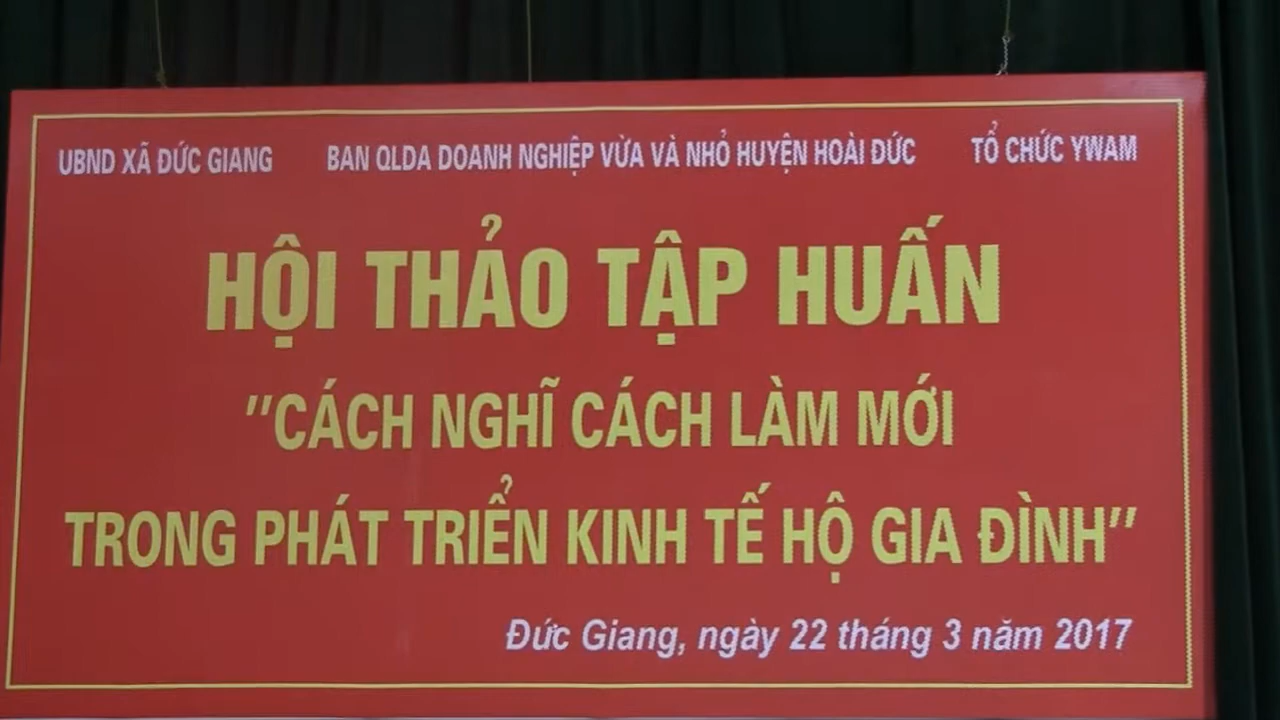 UBND XÃ ĐỨC GIANG BAN QLDA DOANH NGHIỆP VỪA VÀ NHỎ HUYỆN HOÀI ĐỨC TỔ CHỨC YWAM
HỘI THẢO TẬP HUẤN
"CÁCH NGHĨ CÁCH LÀM MỚI
TRONG PHÁT TRIỂN KINH TẾ HỘ GIA ĐÌNH"
Đức Giang, ngày 22 tháng 3 năm 2017